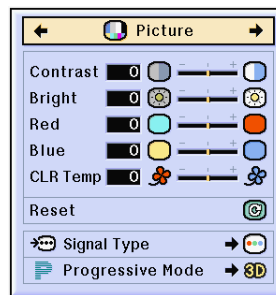 Picture
Contrast 0
Bright 0
Red 0
Blue 0
CLR Temp 0
Reset
Signal Type
P Progressive Mode 3D